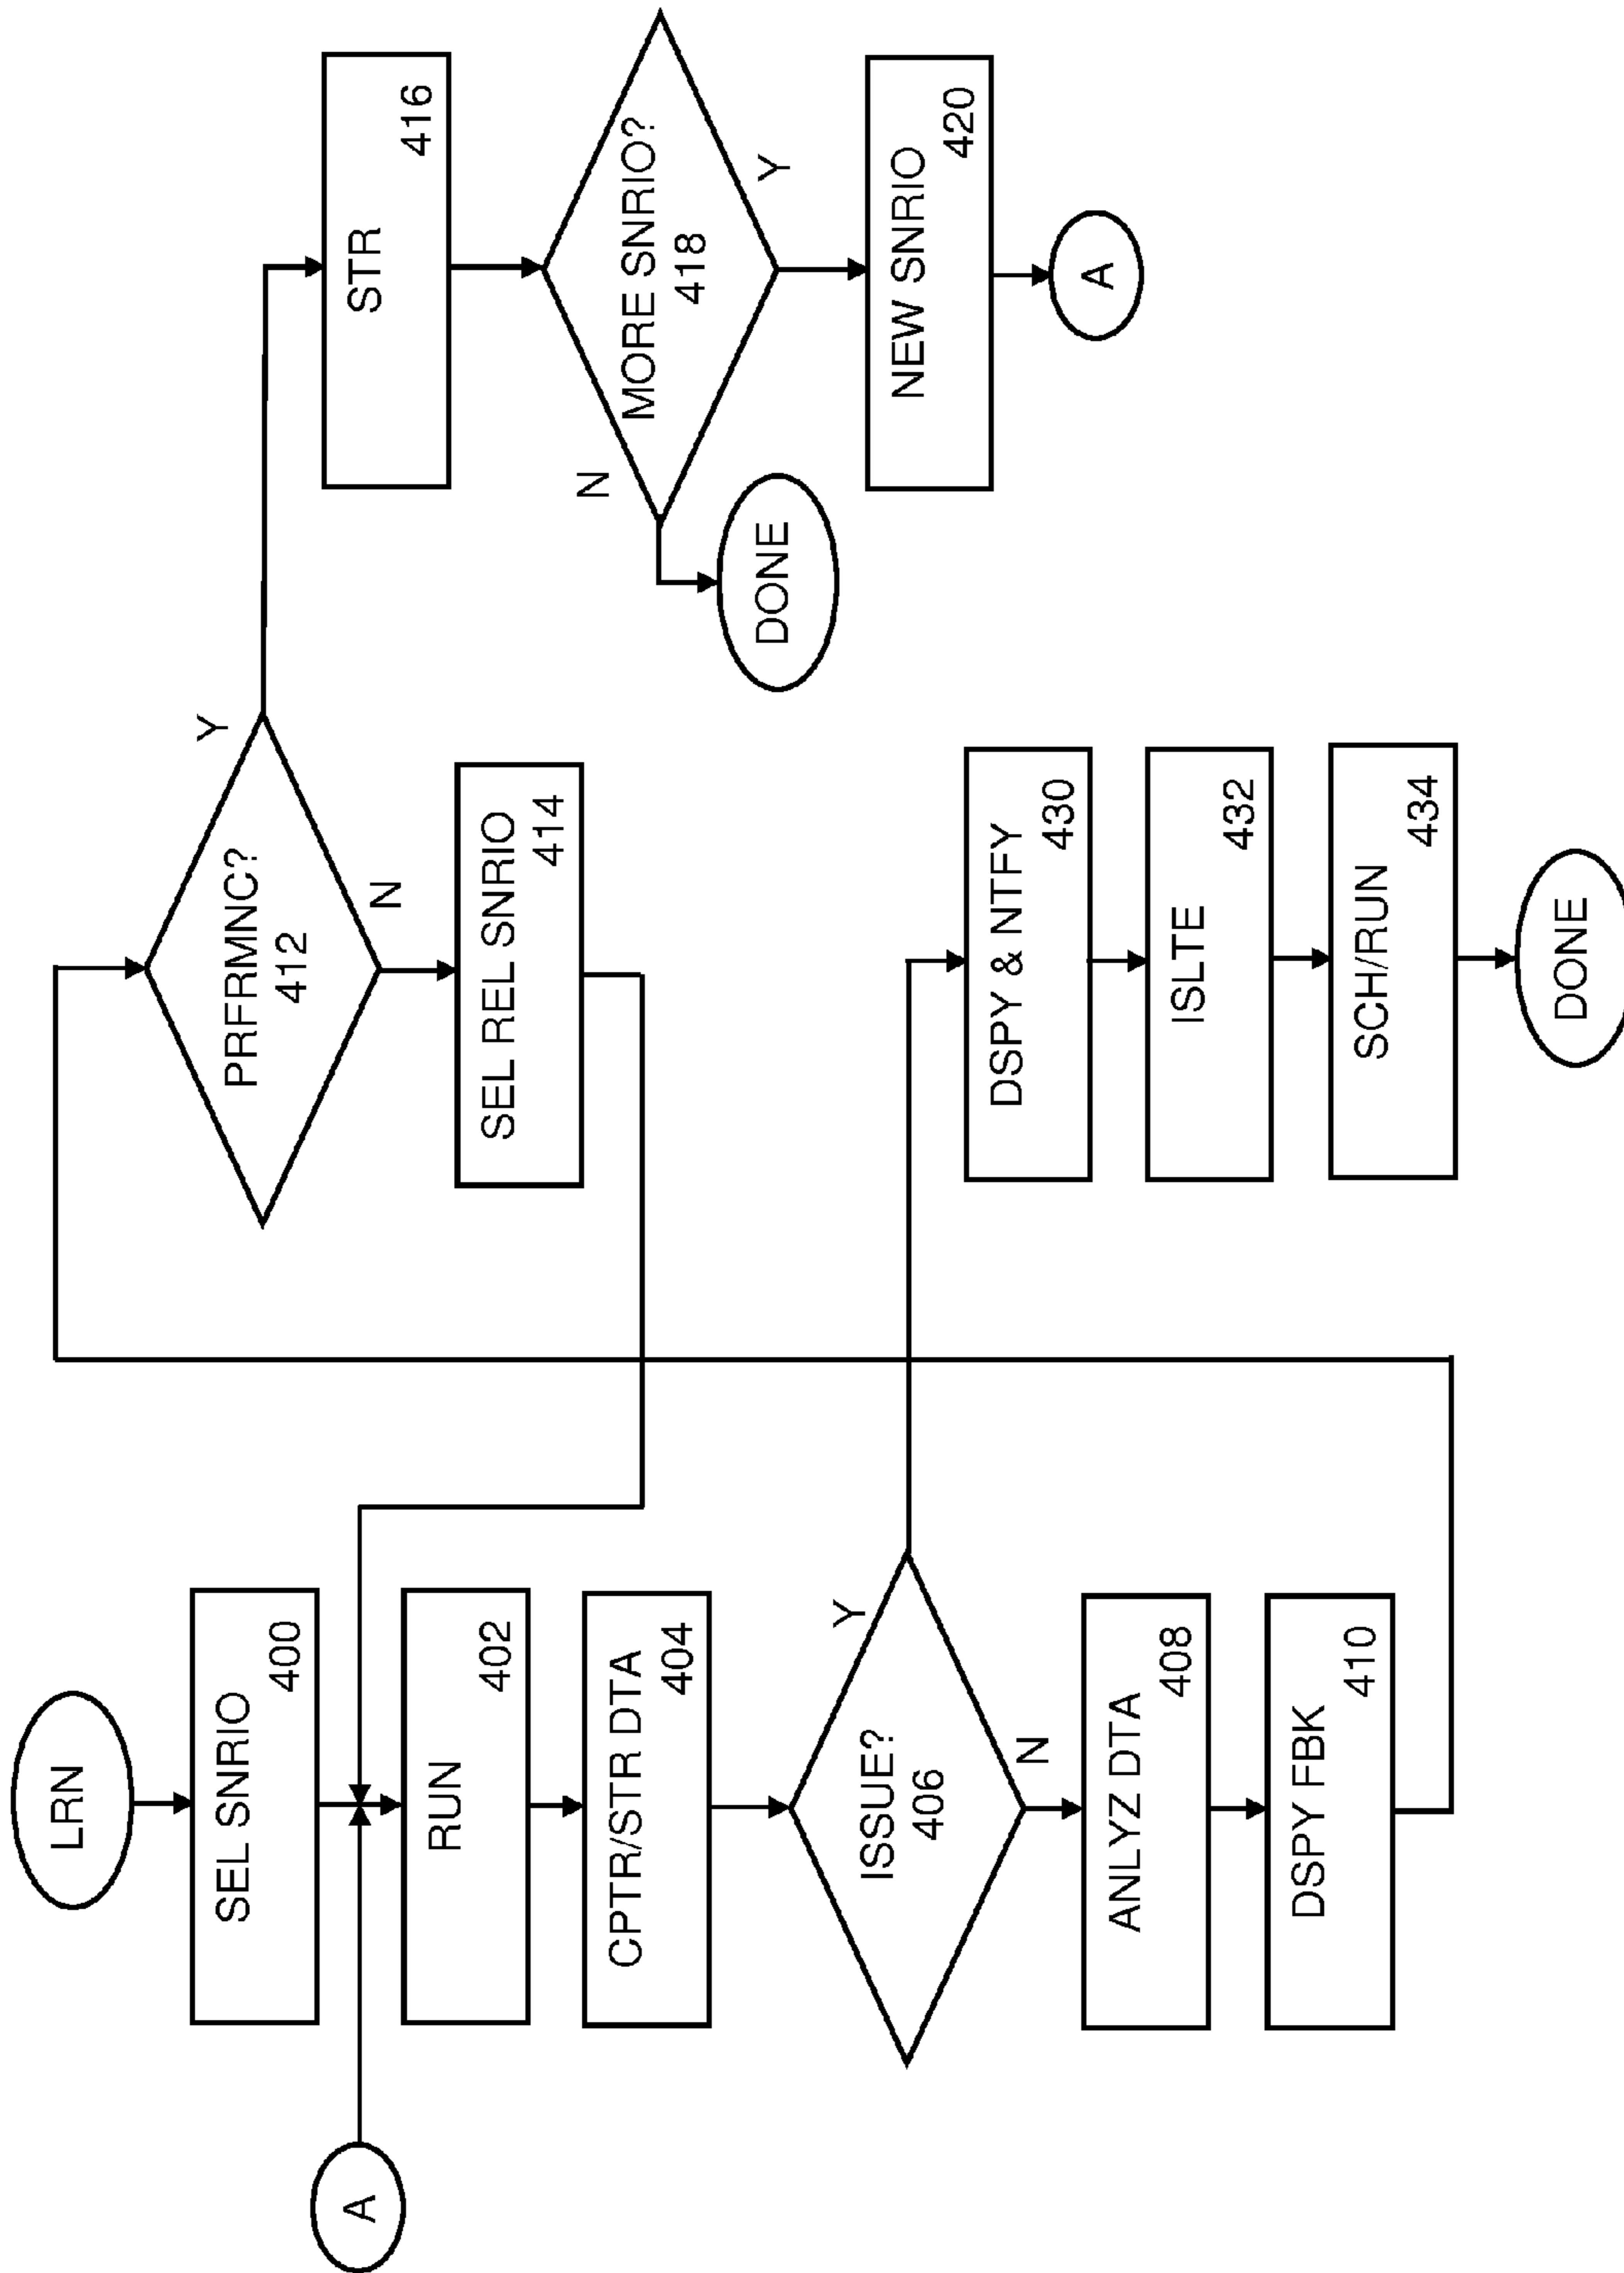 LRN
SEL SNRIO
400
A
RUN
402
CPTR/STR DTA
404
ISSUE?
406
Y
N
ANLYZ DTA
408
DSPY FBK
410
PRFRMNC?
412
Y
N
SEL REL SNRIO
414
DSPY & NTFY
430
ISLTE
432
SCH/RUN
434
DONE
STR
416
MORE SNRIO?
418
N
Y
DONE
NEW SNRIO
420
A